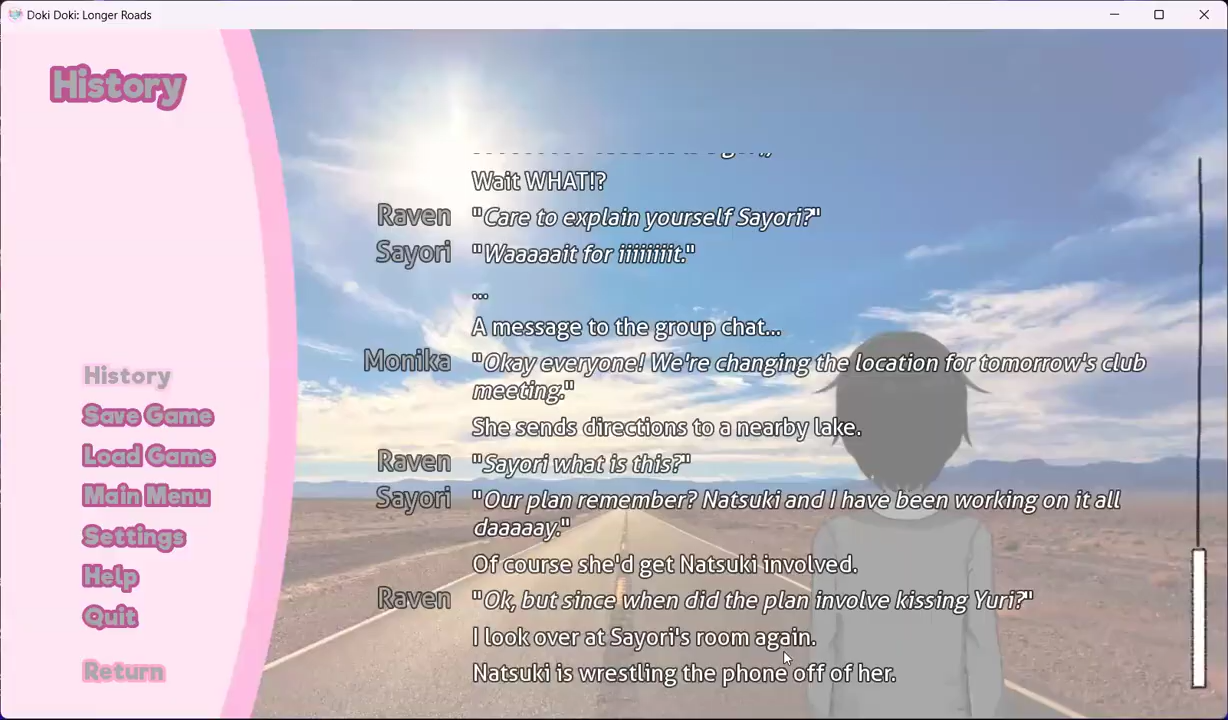 Doki Doki: Longer Roads
History
Wait WHAT!?
Raven "Care to explain yourself Sayori?"
Sayori "Waaaaait for iiiiiiiit."
...
A message to the group chat...
Monika "Okay everyone! We're changing the location for tomorrow's club
meeting."
She sends directions to a nearby lake.
Raven "Sayori what is this?"
Sayori "Our plan remember? Natsuki and I have been working on it all
daaaaay."
Of course she'd get Natsuki involved.
Raven "Ok, but since when did the plan involve kissing Yuri?"
I look over at Sayori's room again.
Natsuki is wrestling the phone off of her.
History
Save Game
Load Game
Main Menu
Settings
Help
Quit
Return